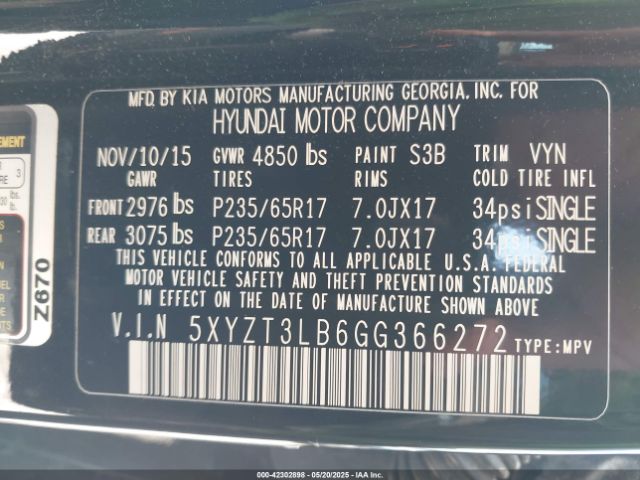 MFD. BY KIA MOTORS MANUFACTURING GEORGIA, INC. FOR
HYUNDAI MOTOR COMPANY
NOV/10/15 GVWR 4850 lbs PAINT S3B TRIM VYN
GAWR TIRES RIMS COLD TIRE INFL
FRONT 2976 lbs P235/65R17 7.0JX17 34psi SINGLE
REAR 3075 lbs P235/65R17 7.0JX17 34psi SINGLE
THIS VEHICLE CONFORMS TO ALL APPLICABLE U.S.A. FEDERAL
MOTOR VEHICLE SAFETY AND THEFT PREVENTION STANDARDS
IN EFFECT ON THE DATE OF MANUFACTURE SHOWN ABOVE
V.I.N 5XYZT3LB6GG366272 TYPE:MPV
Z670
3
lbs.
00-42302898 - 05/20/2025 - IAA, Inc.